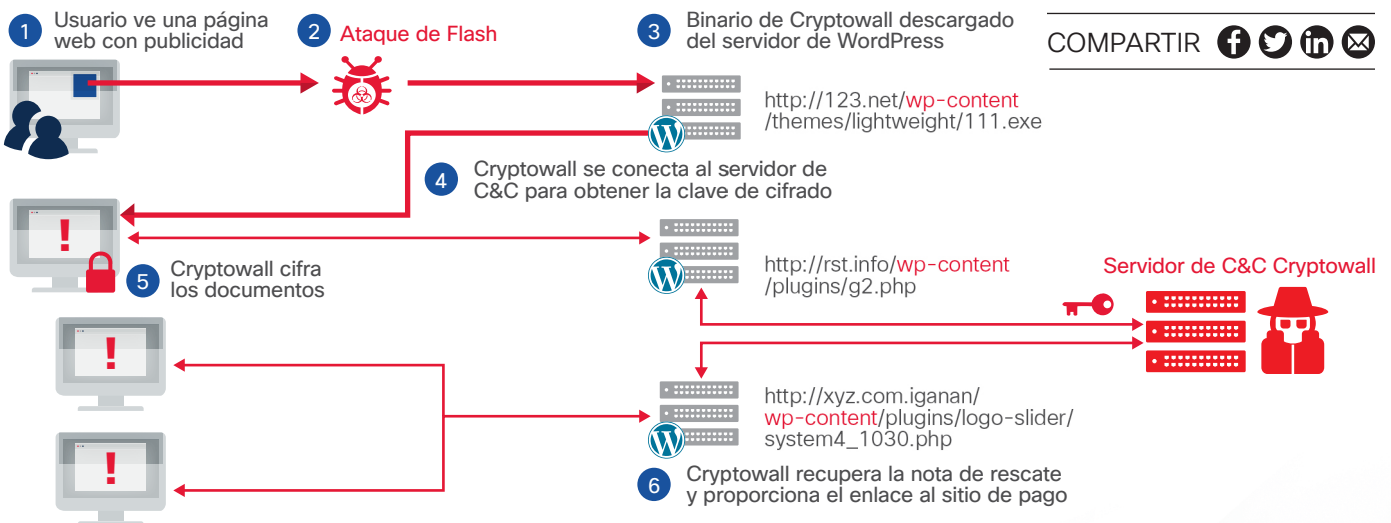 1 Usuario ve una página
web con publicidad
2 Ataque de Flash
3 Binario de Cryptowall descargado
del servidor de WordPress
COMPARTIR
http://123.net/wp-content
/themes/lightweight/111.exe
4 Cryptowall se conecta al servidor de
C&C para obtener la clave de cifrado
5 Cryptowall cifra
los documentos
http://rst.info/wp-content
/plugins/g2.php
Servidor de C&C Cryptowall
http://xyz.com.iganan/
wp-content/plugins/logo-slider/
system4_1030.php
6 Cryptowall recupera la nota de rescate
y proporciona el enlace al sitio de pago